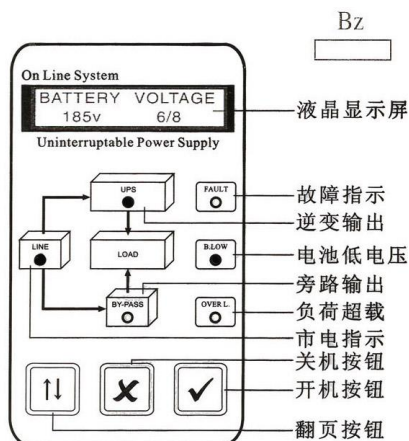 Bz
On Line System
BATTERY VOLTAGE
185v 6/8
液晶显示屏
Uninterruptable Power Supply
UPS
FAULT
故障指示
逆变输出
LINE
LOAD
B.LOW
电池低电压
旁路输出
BY-PASS
OVER L.
负荷超载
市电指示
关机按钮
开机按钮
翻页按钮